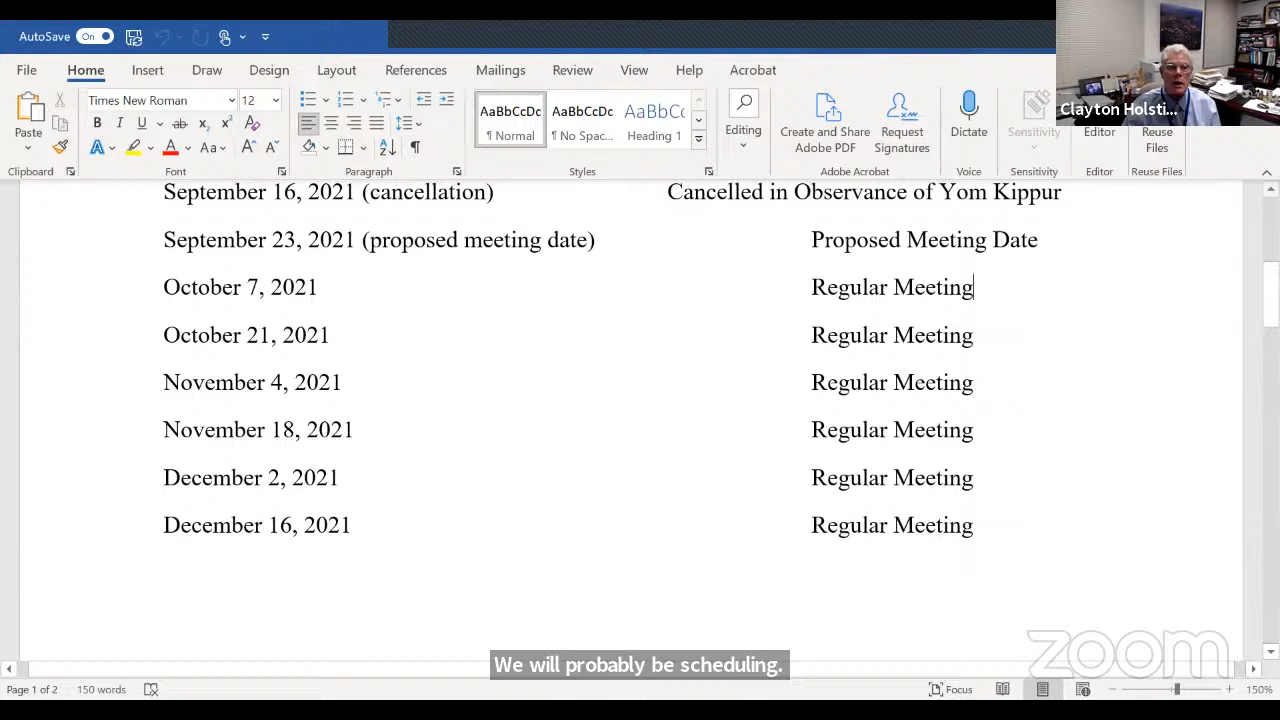 AutoSave On
Clayton Holsti...
File Home Insert Draw Design Layout References Mailings Review View Help Acrobat
Times New Roman 12
Paste
B I U ab x₂ x²
A A Aa A A
AaBbCcDc AaBbCcDc AaBbCc
¶ Normal ¶ No Spac... Heading 1
Editing
Create and Share Adobe PDF
Request Signatures
Dictate
Sensitivity
Editor
Reuse Files
Clipboard Font Paragraph Styles Adobe Acrobat Voice Sensitivity Editor Reuse Files
September 16, 2021 (cancellation) Cancelled in Observance of Yom Kippur
September 23, 2021 (proposed meeting date) Proposed Meeting Date
October 7, 2021 Regular Meeting
October 21, 2021 Regular Meeting
November 4, 2021 Regular Meeting
November 18, 2021 Regular Meeting
December 2, 2021 Regular Meeting
December 16, 2021 Regular Meeting
zoom
We will probably be scheduling.
Page 1 of 2 150 words Focus 150%